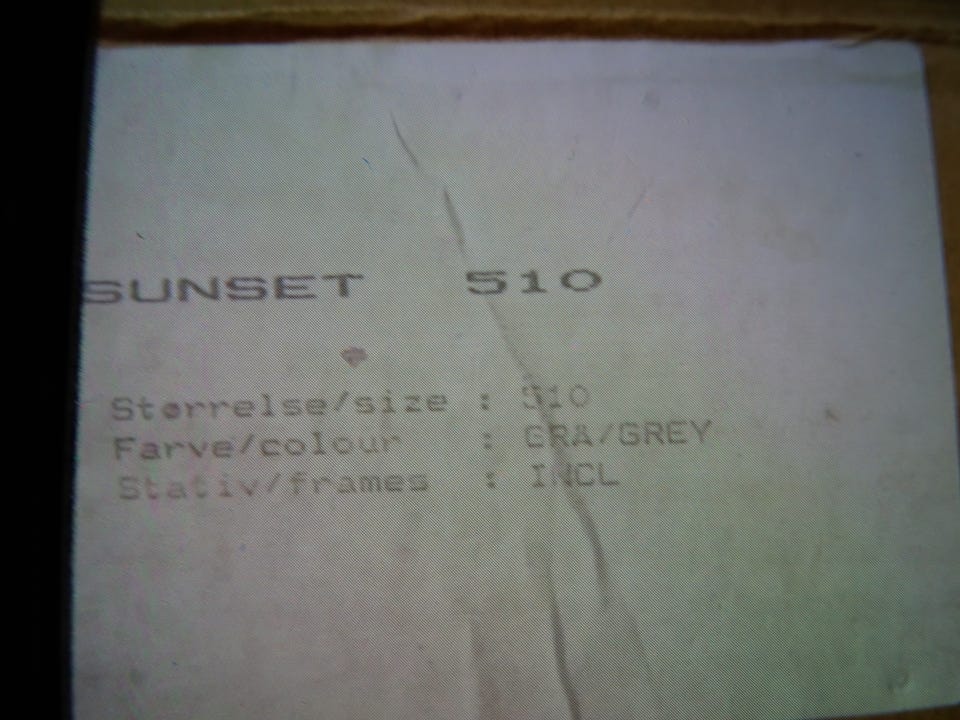 SUNSET 510
Størrelse/size : 510
Farve/colour : GRA/GREY
Stativ/frames : INCL